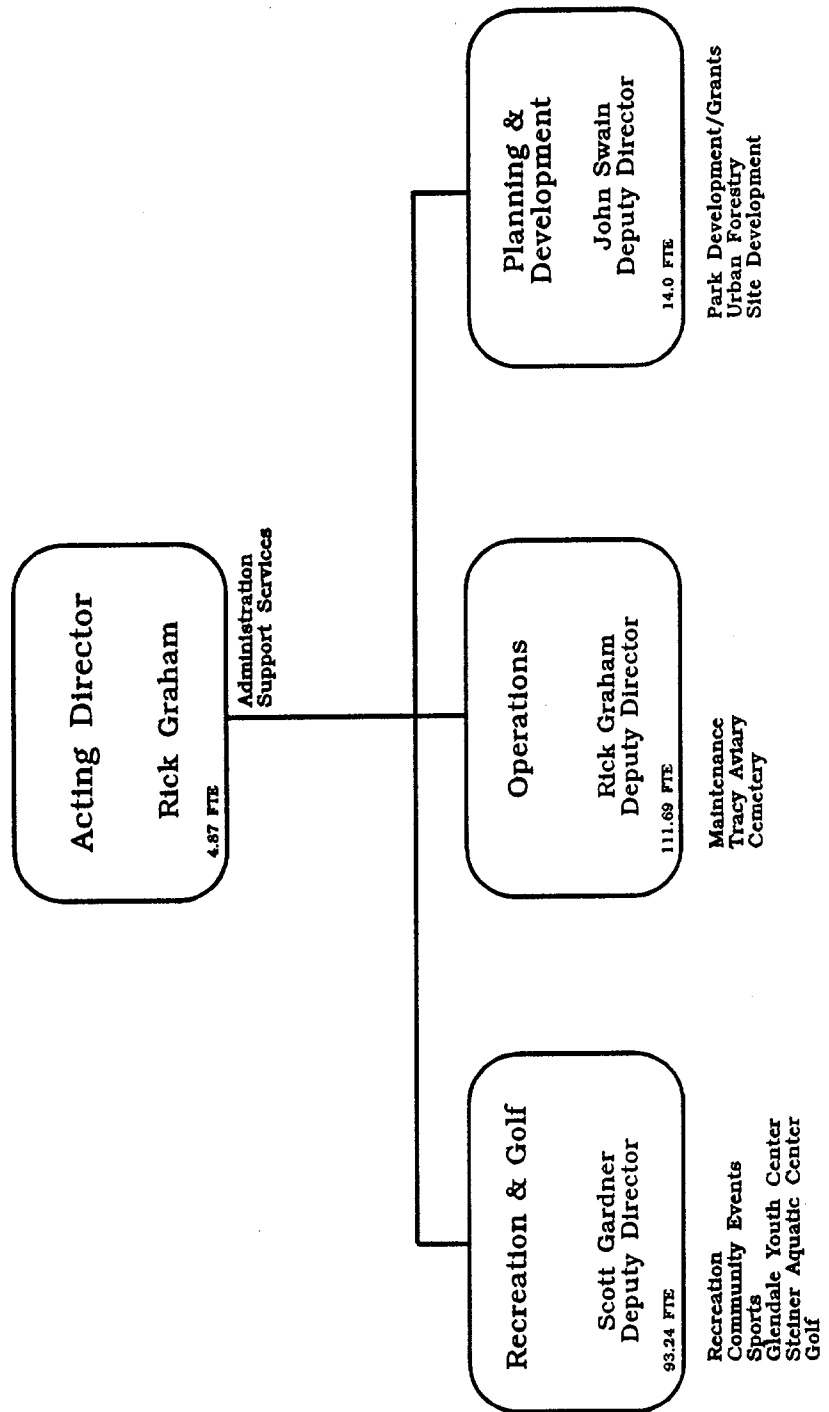 Acting Director
Rick Graham
4.87 FTE
Administration
Support Services
Recreation & Golf
Scott Gardner
Deputy Director
93.24 FTE
Recreation
Community Events
Sports
Glendale Youth Center
Steiner Aquatic Center
Golf
Operations
Rick Graham
Deputy Director
111.69 FTE
Maintenance
Tracy Aviary
Cemetery
Planning &
Development
John Swain
Deputy Director
14.0 FTE
Park Development/Grants
Urban Forestry
Site Development